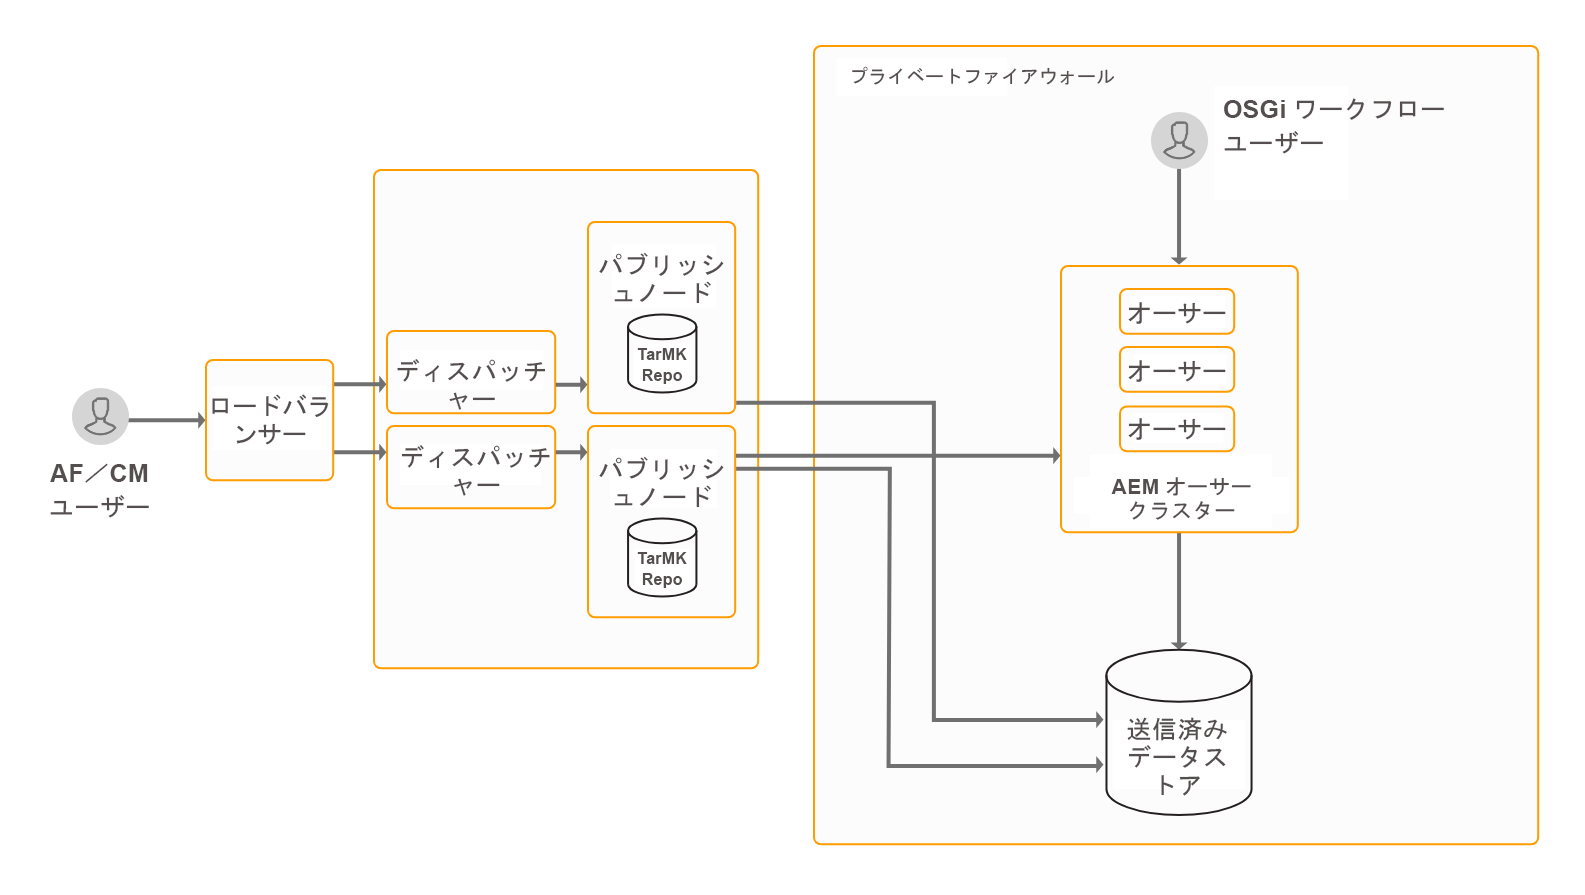 プライベートファイアウォール
OSGi ワークフロー
ユーザー
パブリッシ
ュノード
TarMK
Repo
ディスパッチ
ャー
ロードバラ
ンサー
AF／CM
ユーザー
ディスパッチ
ャー
パブリッシ
ュノード
TarMK
Repo
オーサー
オーサー
オーサー
AEM オーサー
クラスター
送信済み
データス
トア